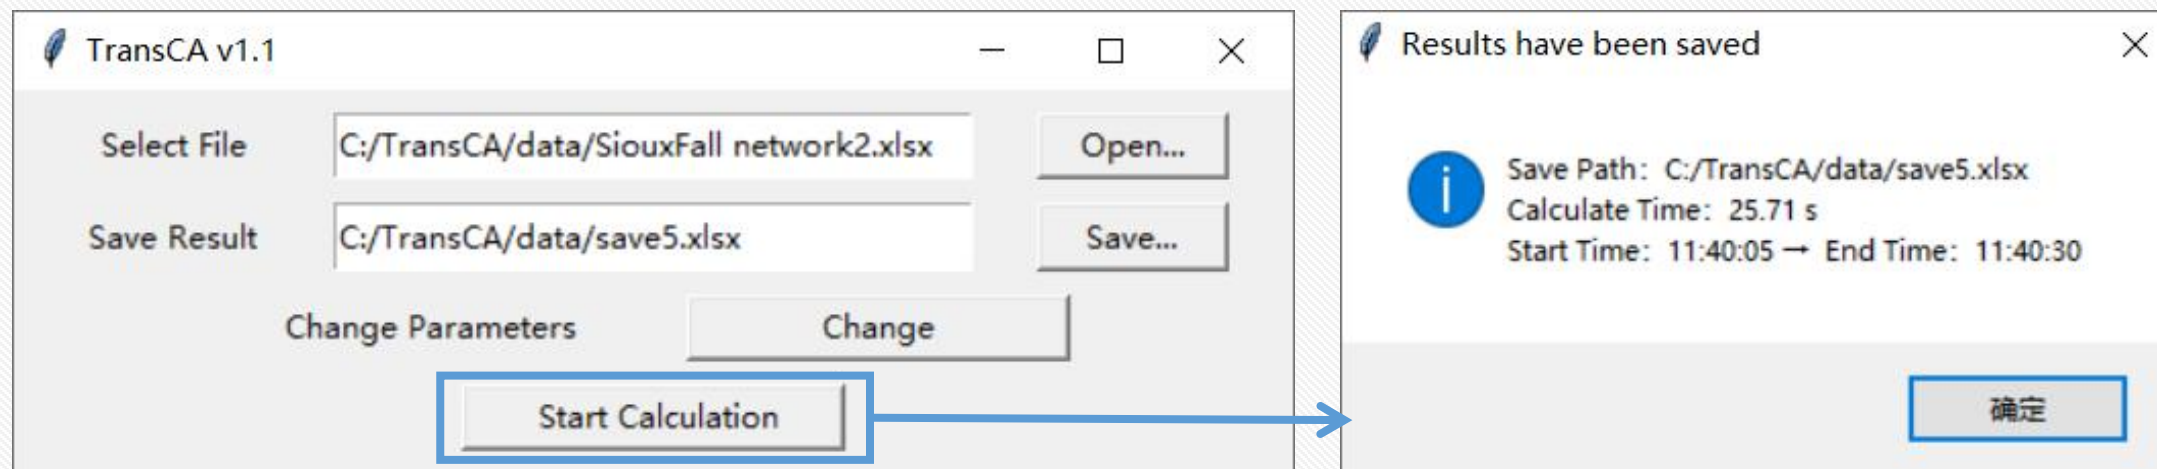 TransCA v1.1
Select File
C:/TransCA/data/SiouxFall network2.xlsx
Open...
Save Result
C:/TransCA/data/save5.xlsx
Save...
Change Parameters
Change
Start Calculation
Results have been saved
Save Path: C:/TransCA/data/save5.xlsx
Calculate Time: 25.71 s
Start Time: 11:40:05 → End Time: 11:40:30
确定